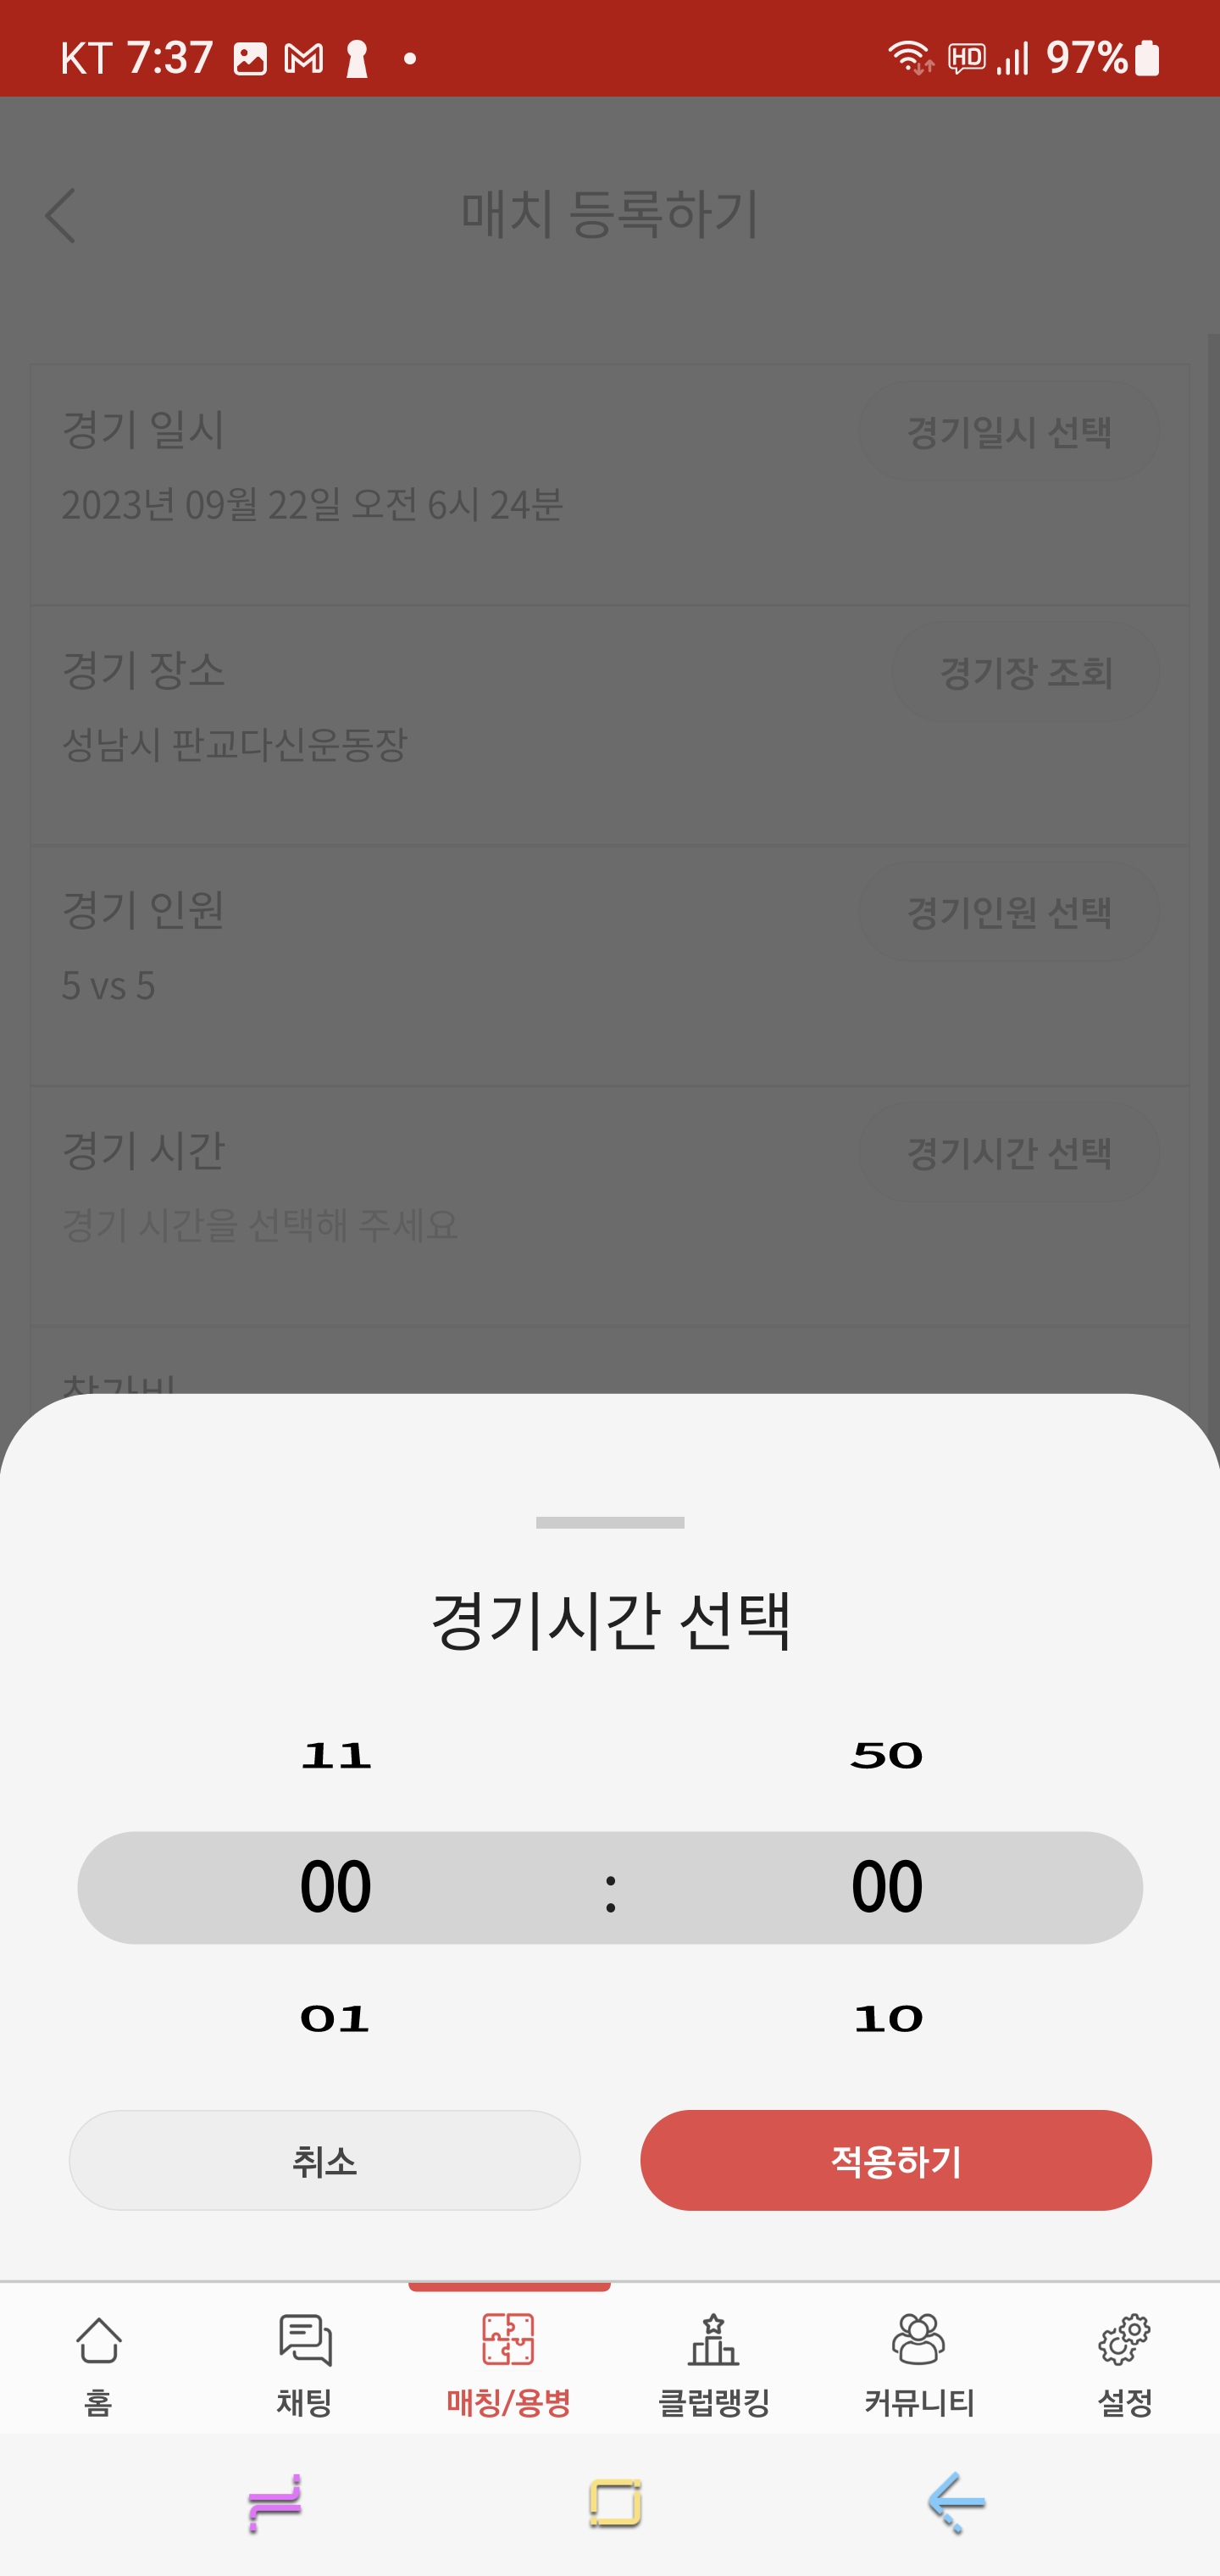 KT 7:37 HD 97%
매치 등록하기
경기 일시
경기일시 선택
2023년 09월 22일 오전 6시 24분
경기 장소
경기장 조회
성남시 판교다신운동장
경기 인원
경기인원 선택
5 vs 5
경기 시간
경기시간 선택
경기 시간을 선택해 주세요
참가비
경기시간 선택
11 50
00 : 00
01 10
취소 적용하기
홈 채팅 매칭/용병 클럽랭킹 커뮤니티 설정